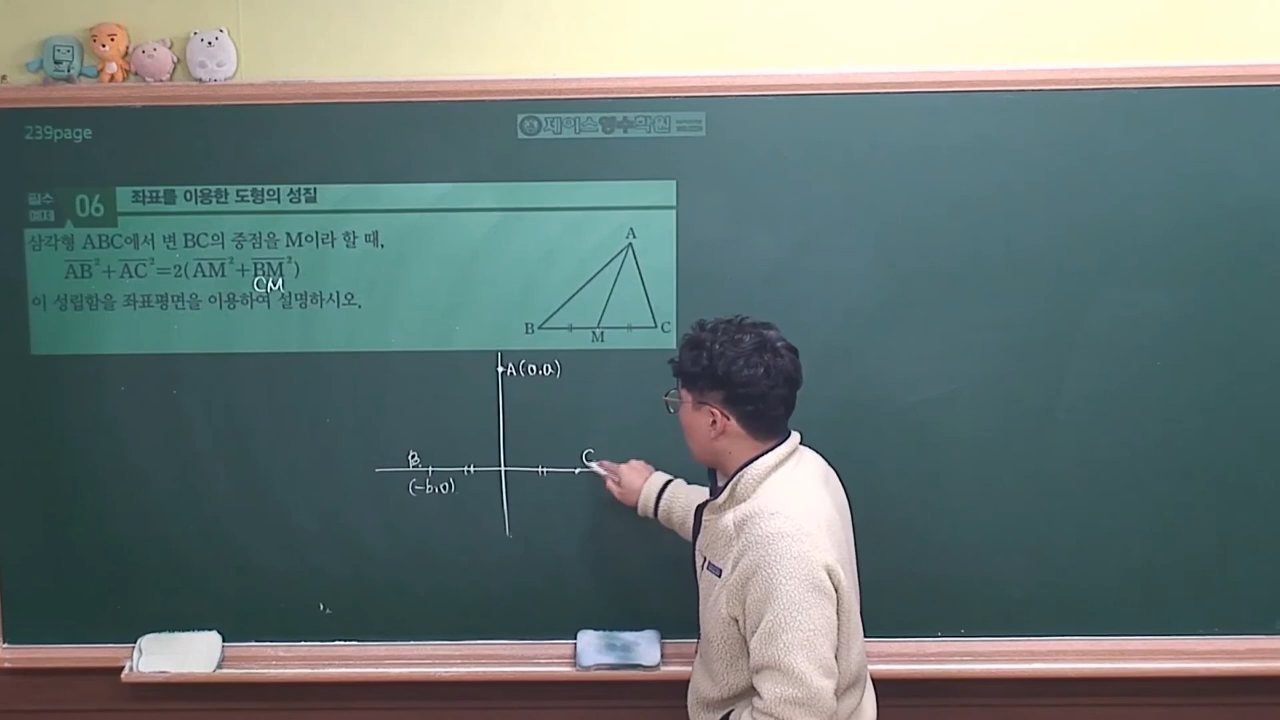 239page
제이스영수학원
필수 예제 06 좌표를 이용한 도형의 성질
삼각형 ABC에서 변 BC의 중점을 M이라 할 때,
AB²+AC²=2(AM²+BM²)
CM
이 성립함을 좌표평면을 이용하여 설명하시오.
A
B
M
C
A(0,a)
B
C
(-b,0)